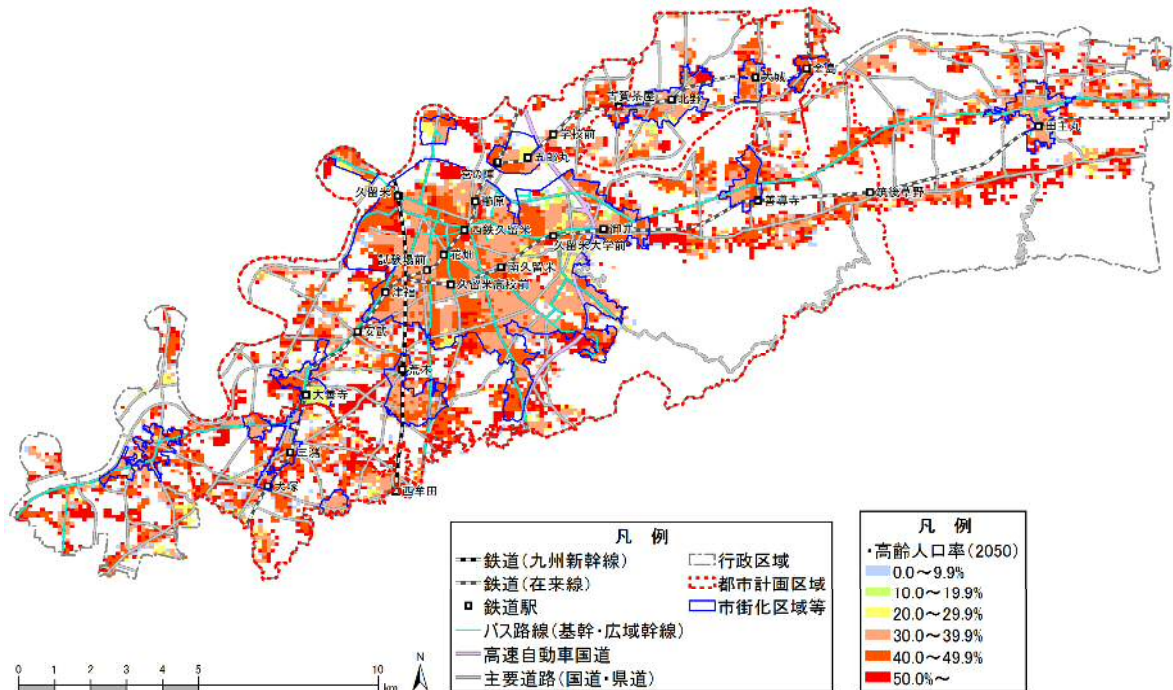 金島
大城
古賀茶屋
北野
田主丸
学校前
五郎丸
宮の陣
久留米
櫛原
善導寺
筑後草野
西鉄久留米
御井
久留米大学前
花畑
試験場前
南久留米
久留米高校前
津福
安武
荒木
大善寺
三潴
犬塚
西牟田
凡 例
鉄道(九州新幹線)
鉄道(在来線)
鉄道駅
バス路線(基幹・広域幹線)
高速自動車国道
主要道路(国道・県道)
行政区域
都市計画区域
市街化区域等
凡 例
・高齢人口率(2050)
0.0～9.9%
10.0～19.9%
20.0～29.9%
30.0～39.9%
40.0～49.9%
50.0%～
0 1 2 3 4 5 10
km
N